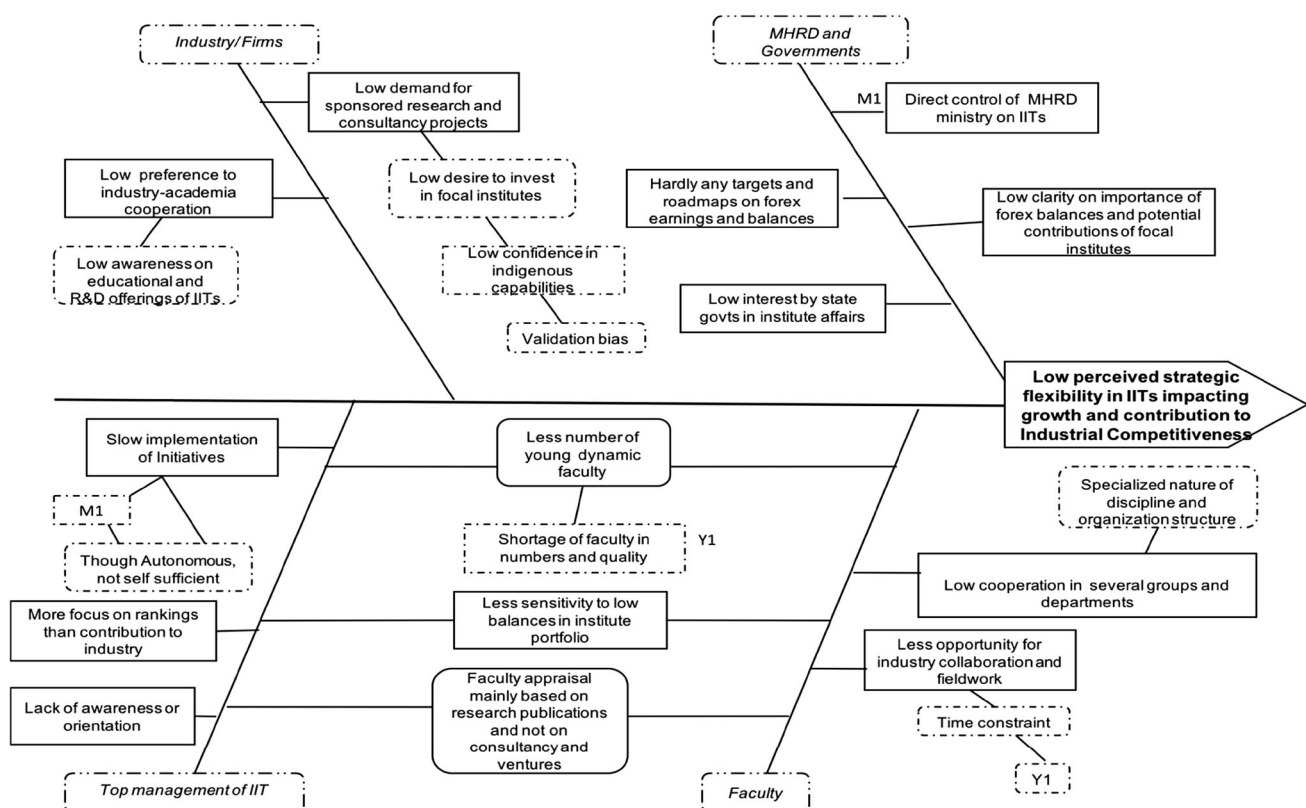 Industry/ Firms
MHRD and
Governments
Low demand for
sponsored research and
consultancy projects
M1
Direct control of MHRD
ministry on IITs
Low preference to
industry-academia
cooperation
Low desire to invest
in focal institutes
Hardly any targets and
roadmaps on forex
earnings and balances
Low clarity on importance of
forex balances and potential
contributions of focal
institutes
Low awareness on
educational and
R&D offerings of IITs
Low confidence in
indigenous
capabilities
Low interest by state
govts in institute affairs
Validation bias
Low perceived strategic
flexibility in IITs impacting
growth and contribution to
Industrial Competitiveness
Slow implementation
of Initiatives
Less number of
young dynamic
faculty
Specialized nature of
discipline and
organization structure
M1
Shortage of faculty in
numbers and quality
Y1
Though Autonomous,
not self sufficient
Low cooperation in several groups and
departments
More focus on rankings
than contribution to
industry
Less sensitivity to low
balances in institute
portfolio
Less opportunity for
industry collaboration and
fieldwork
Lack of awareness or
orientation
Faculty appraisal
mainly based on
research publications
and not on
consultancy and
ventures
Time constraint
Y1
Top management of IIT
Faculty